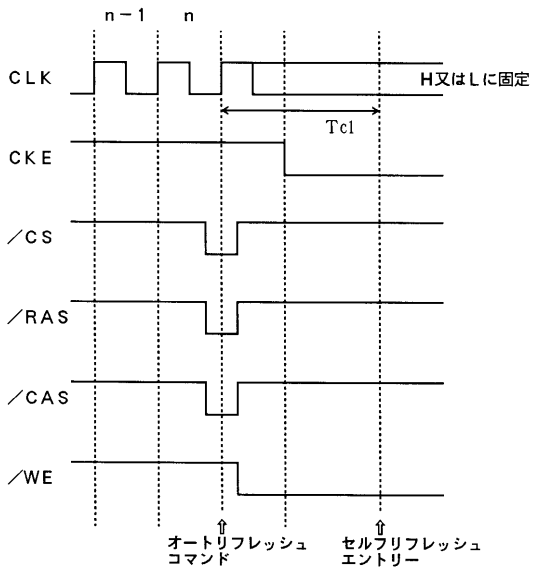 n-1 n
CLK
H又はLに固定
Tcl
CKE
/CS
/RAS
/CAS
/WE
オートリフレッシュ
コマンド
セルフリフレッシュ
エントリー